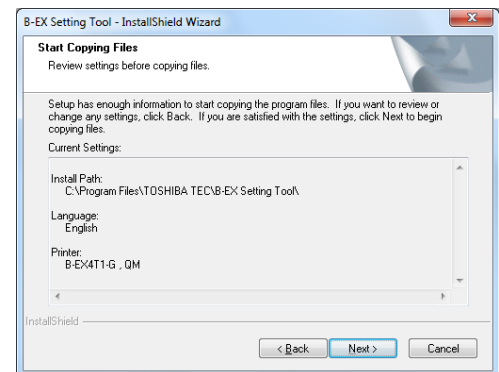 B-EX Setting Tool - InstallShield Wizard
Start Copying Files
Review settings before copying files.
Setup has enough information to start copying the program files. If you want to review or
change any settings, click Back. If you are satisfied with the settings, click Next to begin
copying files.
Current Settings:
Install Path:
C:\Program Files\TOSHIBA TEC\B-EX Setting Tool\
Language:
English
Printer:
B-EX4T1-G , QM
InstallShield
< Back
Next >
Cancel